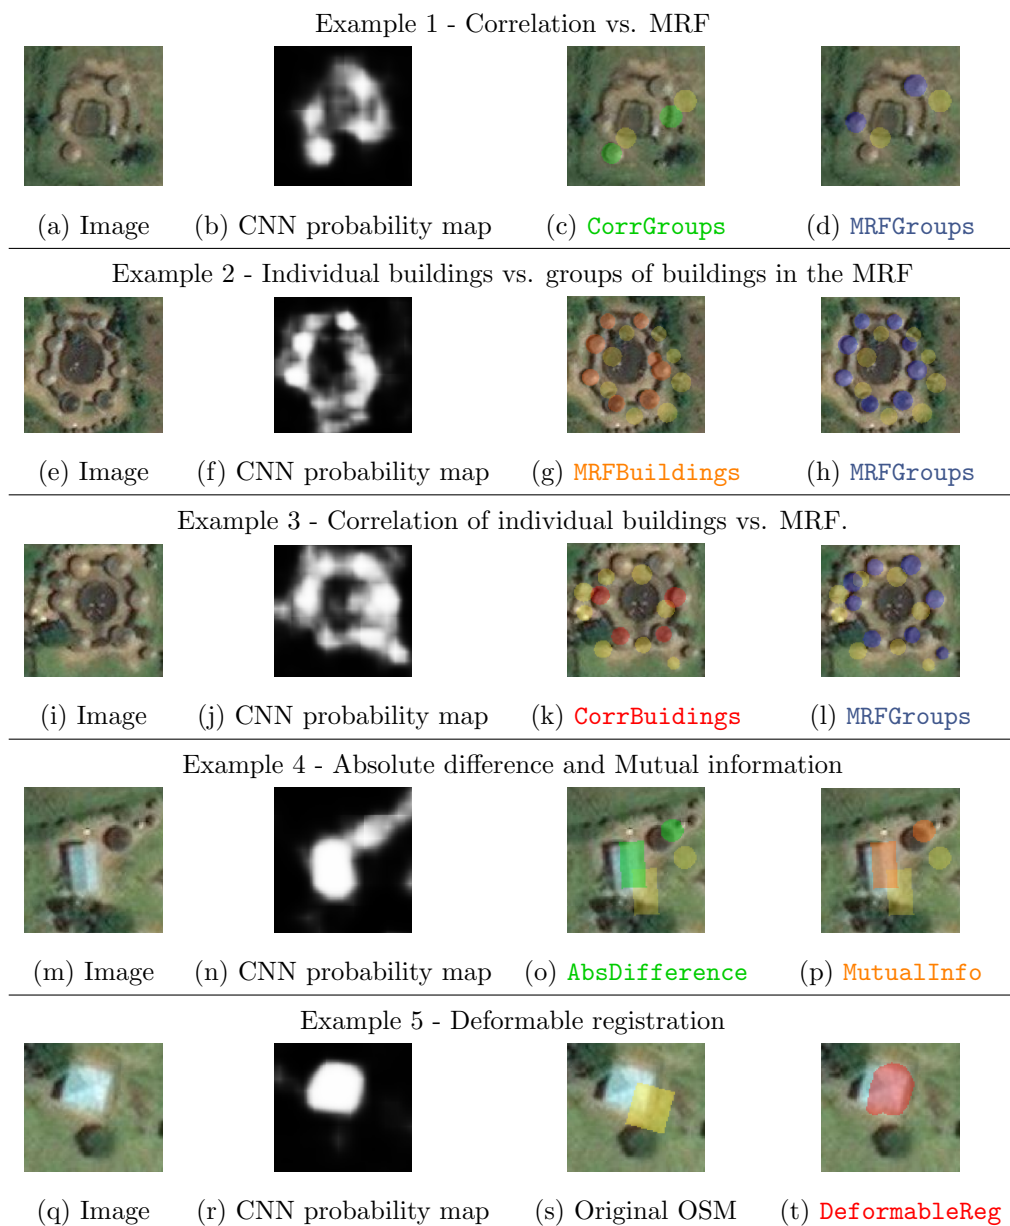 Example 1 - Correlation vs. MRF
(a) Image (b) CNN probability map (c) CorrGroups (d) MRFGroups
Example 2 - Individual buildings vs. groups of buildings in the MRF
(e) Image (f) CNN probability map (g) MRFBuildings (h) MRFGroups
Example 3 - Correlation of individual buildings vs. MRF.
(i) Image (j) CNN probability map (k) CorrBuidings (l) MRFGroups
Example 4 - Absolute difference and Mutual information
(m) Image (n) CNN probability map (o) AbsDifference (p) MutualInfo
Example 5 - Deformable registration
(q) Image (r) CNN probability map (s) Original OSM (t) DeformableReg